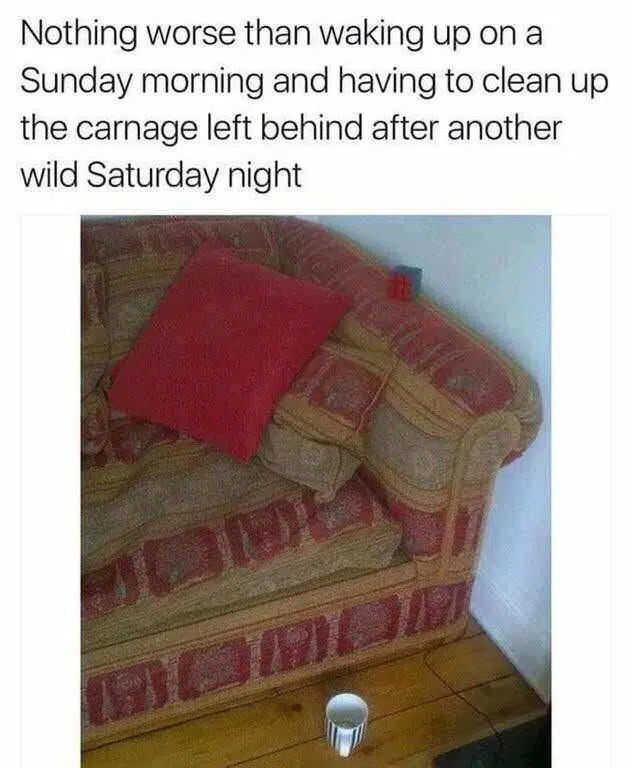 Nothing worse than waking up on a
Sunday morning and having to clean up
the carnage left behind after another
wild Saturday night